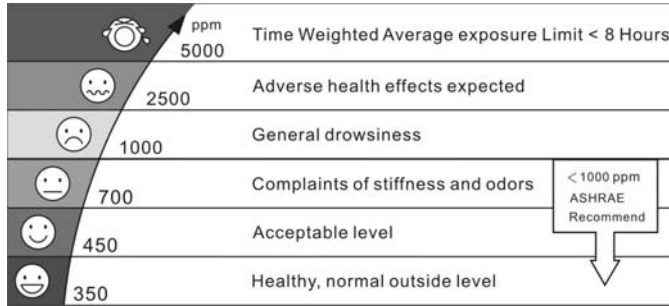 ppm
5000 Time Weighted Average exposure Limit < 8 Hours
2500 Adverse health effects expected
1000 General drowsiness
700 Complaints of stiffness and odors
<1000 ppm
ASHRAE
Recommend
450 Acceptable level
350 Healthy, normal outside level